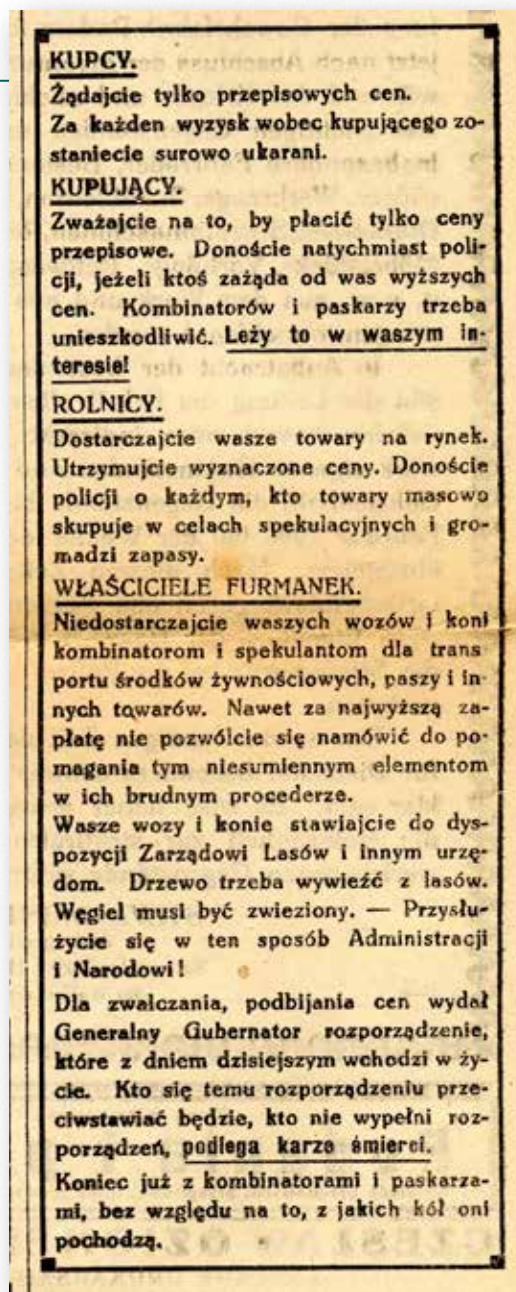 KUPCY.
Żądajcie tylko przepisowych cen.
Za każden wyzysk wobec kupującego zo-
staniecie surowo ukarani.
KUPUJĄCY.
Zważajcie na to, by płacić tylko ceny
przepisowe. Donoście natychmiast poli-
cji, jeżeli ktoś zażąda od was wyższych
cen. Kombinatorów i paskarzy trzeba
unieszkodliwić. Leży to w waszym in-
teresie!
ROLNICY.
Dostarczajcie wasze towary na rynek.
Utrzymujcie wyznaczone ceny. Donoście
policji o każdym, kto towary masowo
skupuje w celach spekulacyjnych i gro-
madzi zapasy.
WŁAŚCICIELE FURMANEK.
Niedostarczajcie waszych wozów i koni
kombinatorom i spekulantom dla trans
portu środków żywnościowych, paszy i in-
nych towarów. Nawet za najwyższą za-
płatę nie pozwólcie się namówić do po-
magania tym niesumiennym elementom
w ich brudnym procederze.
Wasze wozy i konie stawiajcie do dys-
pozycji Zarządowi Lasów i innym urzę-
dom. Drzewo trzeba wywieźć z lasów.
Węgiel musi być zwieziony. — Przysłu-
życie się w ten sposób Administracji
i Narodowi!
Dla zwalczania, podbijania cen wydał
Generalny Gubernator rozporządzenie,
które z dniem dzisiejszym wchodzi w ży-
cie. Kto się temu rozporządzeniu prze-
ciwstawiać będzie, kto nie wypełni roz-
porządzeń, podlega karze śmierci.
Koniec już z kombinatorami i paskarza-
mi, bez względu na to, z jakich kół oni
pochodzą.